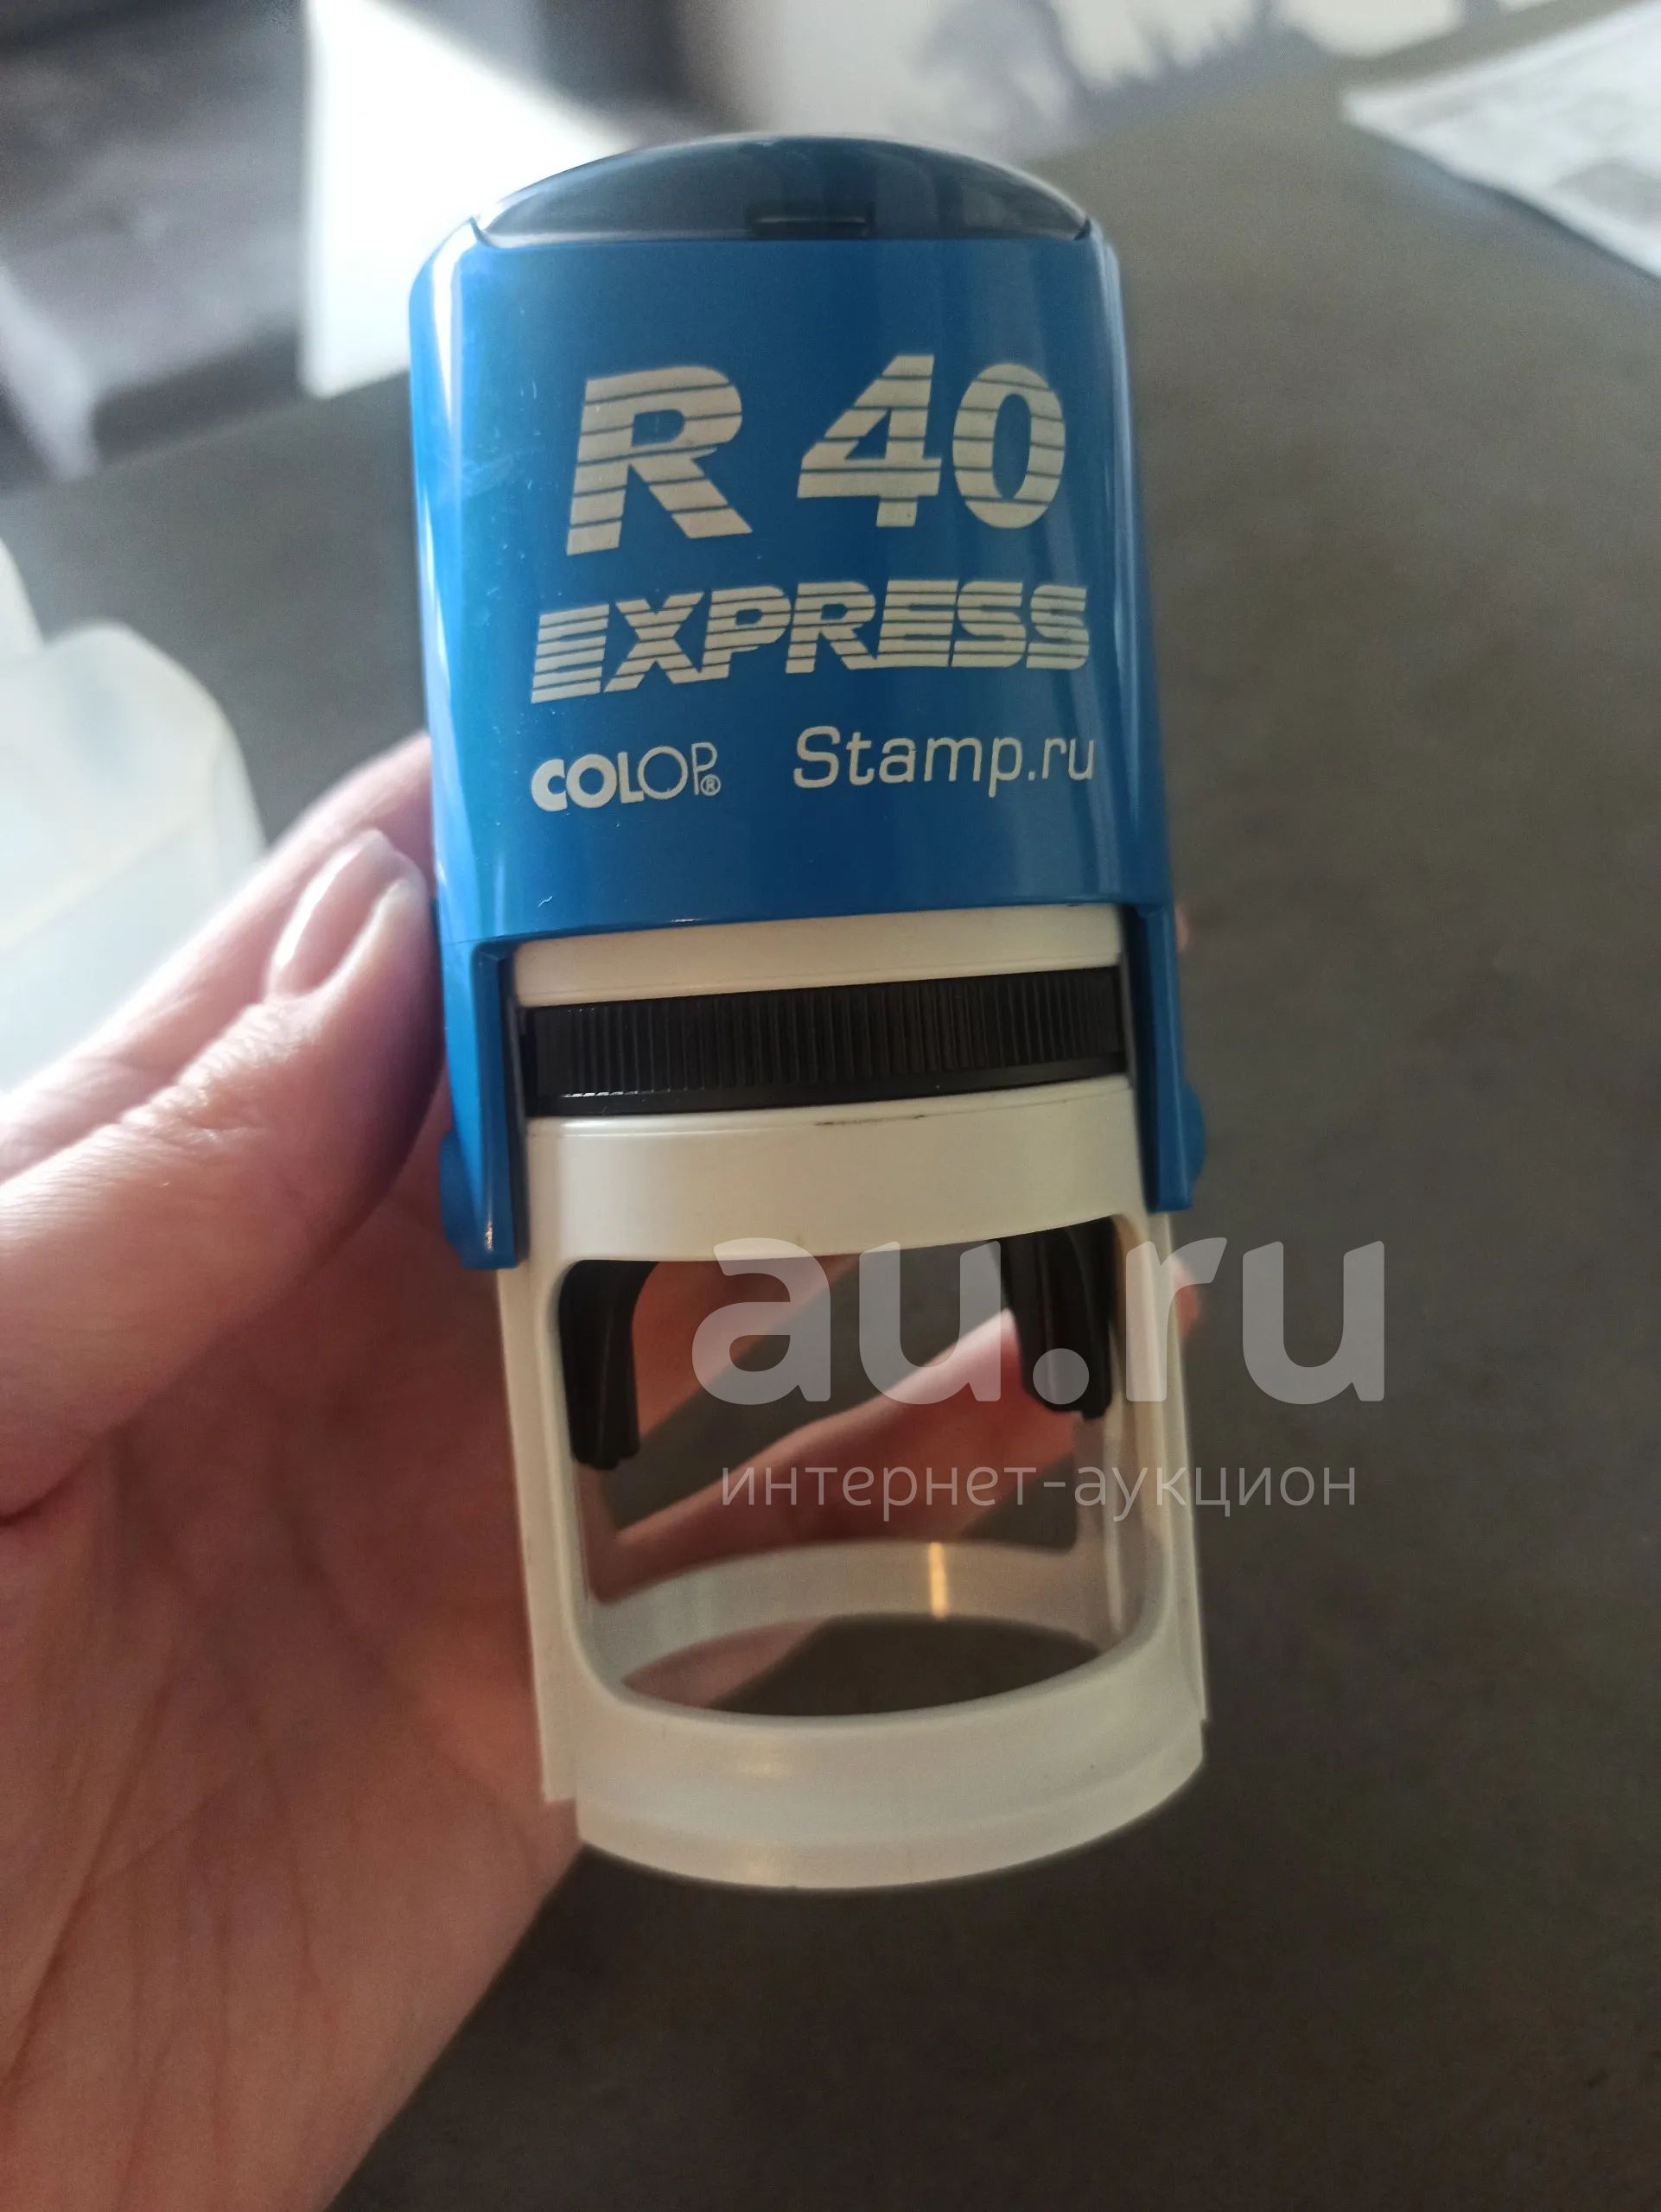 R 40
EXPRESS
COLOP® Stamp.ru
au.ru
интернет-аукцион